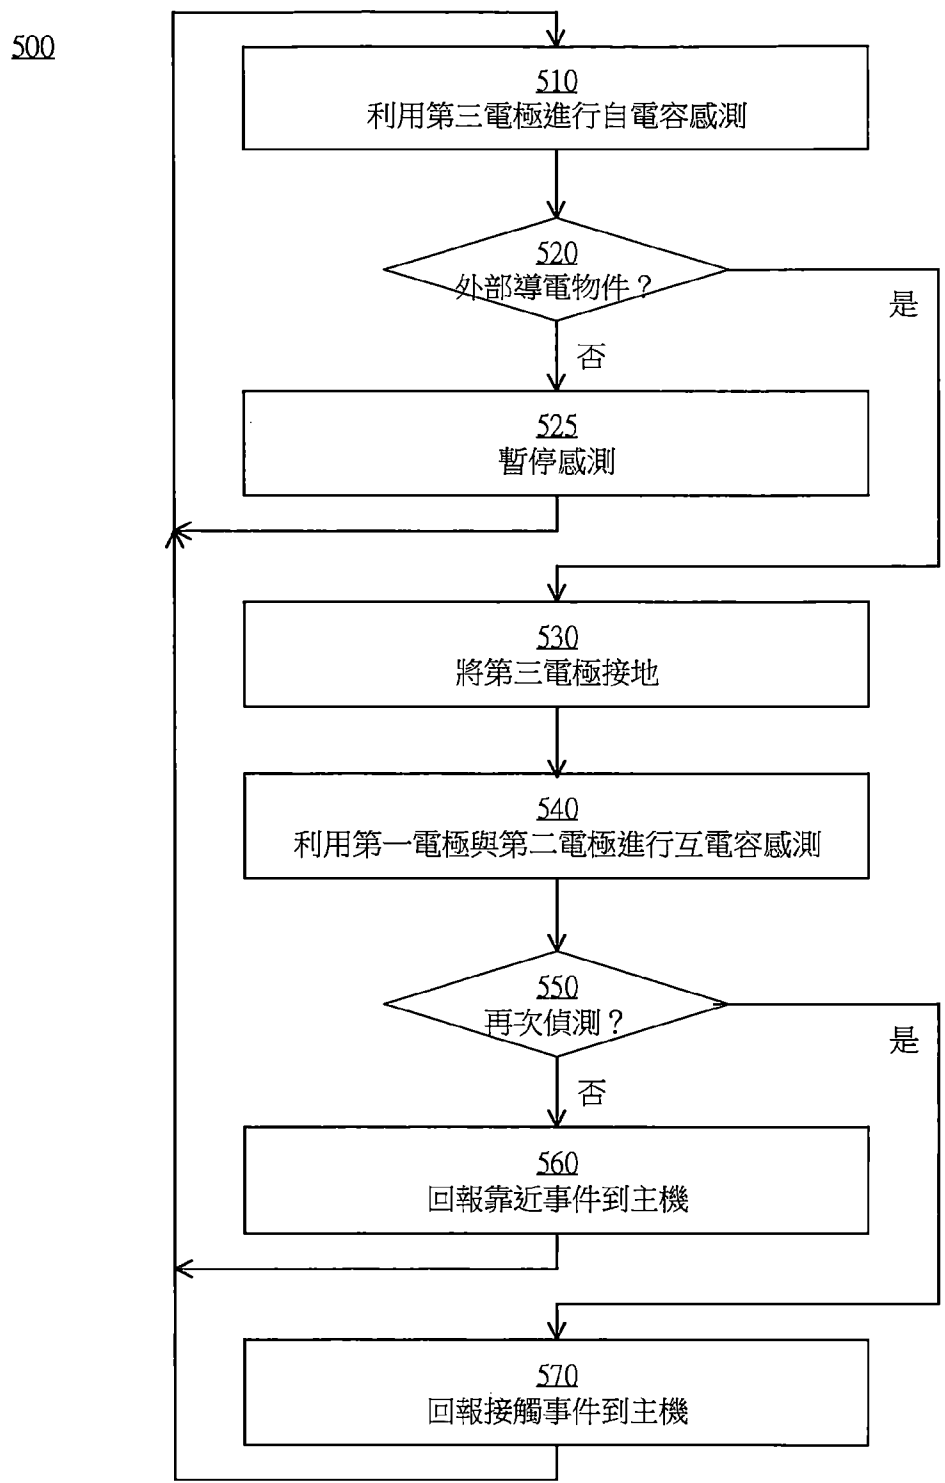 500
510
利用第三電極進行自電容感測
520
外部導電物件？
是
否
525
暫停感測
530
將第三電極接地
540
利用第一電極與第二電極進行互電容感測
550
再次偵測？
是
否
560
回報靠近事件到主機
570
回報接觸事件到主機